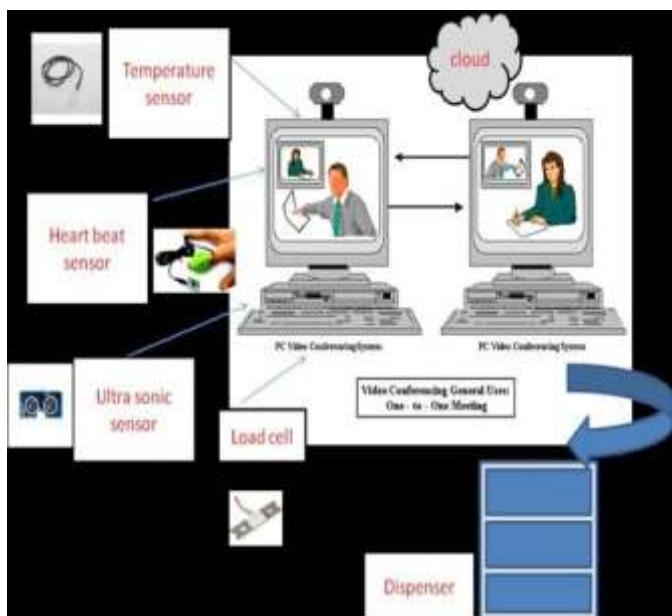 Temperature
sensor
cloud
Heart beat
sensor
PC Video Conferencing System
PC Video Conferencing System
Ultra sonic
sensor
Video Conferencing General Uses:
One - to - One Meeting
Load cell
Dispenser